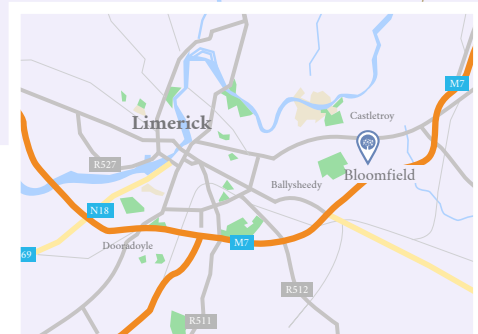 M7
Castletroy
Limerick
R527
Bloomfield
Ballysheedy
N18
M7
Dooradoyle
69
R512
R511